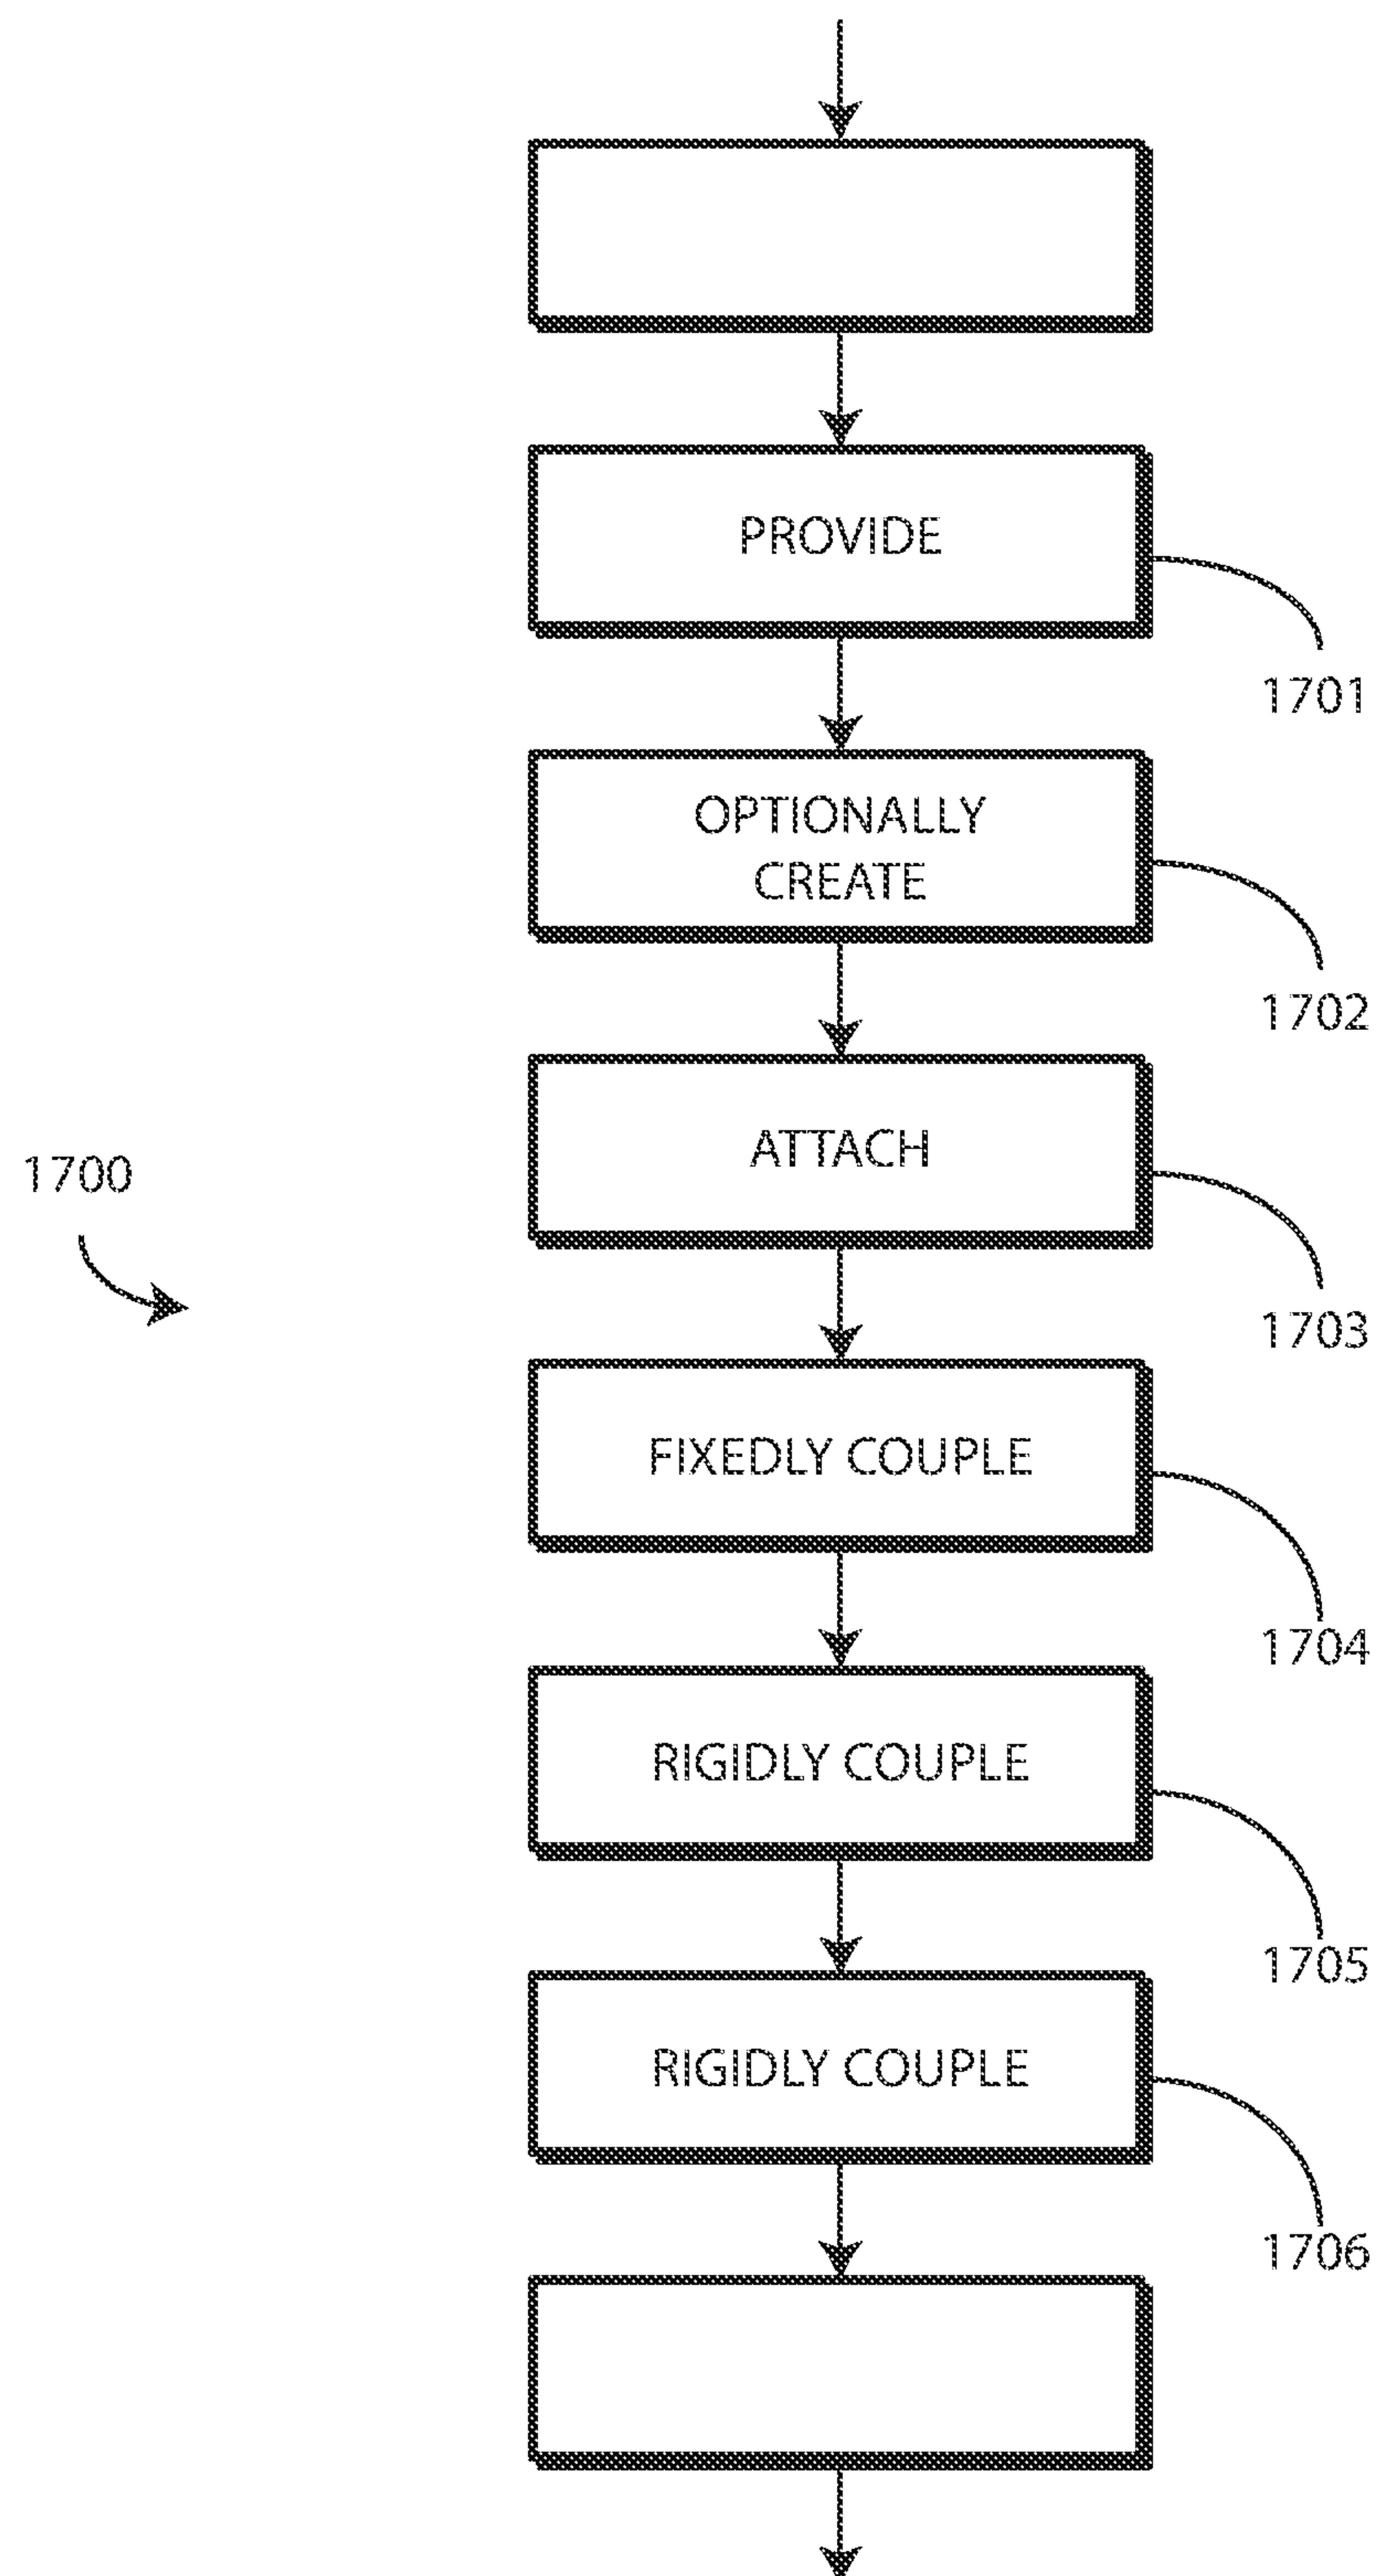 PROVIDE
1701
OPTIONALLY
CREATE
1702
ATTACH
1700
1703
FIXEDLY COUPLE
1704
RIGIDLY COUPLE
1705
RIGIDLY COUPLE
1706